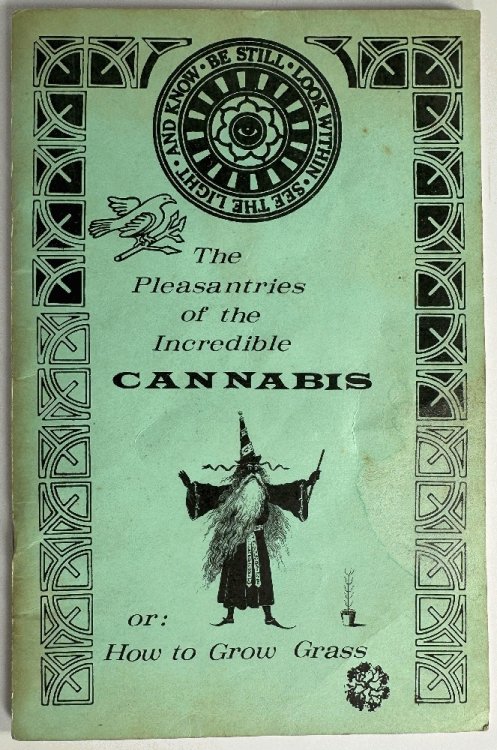 BE STILL · LOOK WITHIN · SEE THE LIGHT · AND KNOW ·
The
Pleasantries
of the
Incredible
CANNABIS
or:
How to Grow Grass